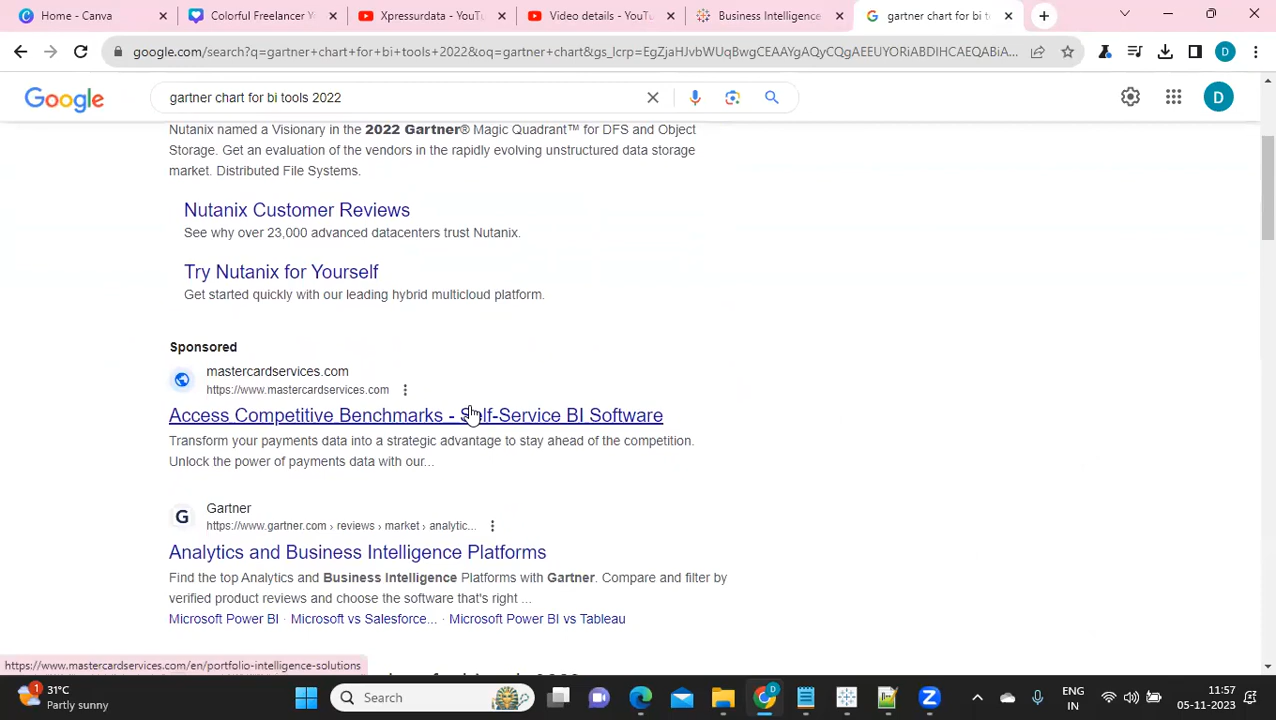 Home - Canva
Colorful Freelancer Y
Xpressurdata - YouTu
Video details - YouTu
Business Intelligence
gartner chart for bi to
google.com/search?q=gartner+chart+for+bi+tools+2022&oq=gartner+chart&gs_lcrp=EgZjaHJvbWUqBwgCEAAYgAQyCQgAEEUYORiABDIHCAEQABiA...
D
Google
gartner chart for bi tools 2022
D
Nutanix named a Visionary in the 2022 Gartner® Magic Quadrant™ for DFS and Object
Storage. Get an evaluation of the vendors in the rapidly evolving unstructured data storage
market. Distributed File Systems.
Nutanix Customer Reviews
See why over 23,000 advanced datacenters trust Nutanix.
Try Nutanix for Yourself
Get started quickly with our leading hybrid multicloud platform.
Sponsored
mastercardservices.com
https://www.mastercardservices.com
Access Competitive Benchmarks - Self-Service BI Software
Transform your payments data into a strategic advantage to stay ahead of the competition.
Unlock the power of payments data with our...
G
Gartner
https://www.gartner.com › reviews › market › analytic...
Analytics and Business Intelligence Platforms
Find the top Analytics and Business Intelligence Platforms with Gartner. Compare and filter by
verified product reviews and choose the software that's right ...
Microsoft Power BI · Microsoft vs Salesforce... · Microsoft Power BI vs Tableau
https://www.mastercardservices.com/en/portfolio-intelligence-solutions
1
31°C
Partly sunny
Search
D
ENG
IN
11:57
05-11-2023